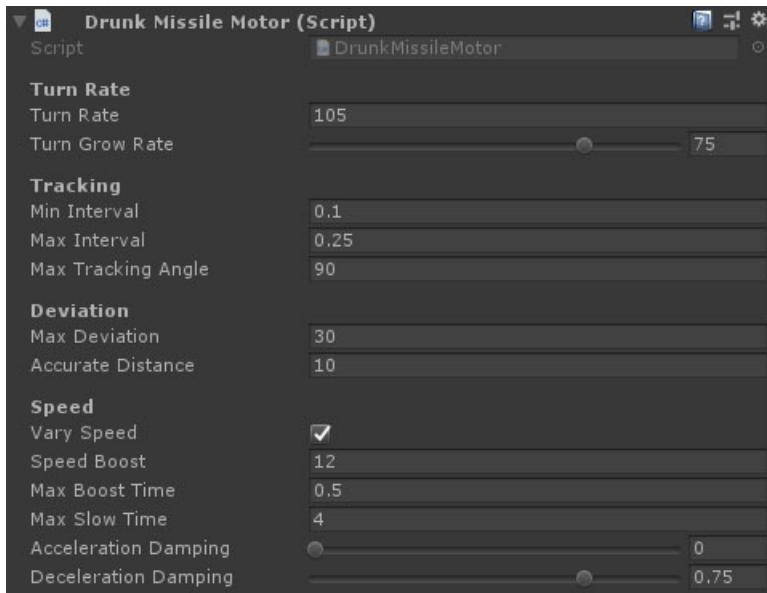 Drunk Missile Motor (Script)
Script DrunkMissileMotor
Turn Rate
Turn Rate 105
Turn Grow Rate 75
Tracking
Min Interval 0.1
Max Interval 0.25
Max Tracking Angle 90
Deviation
Max Deviation 30
Accurate Distance 10
Speed
Vary Speed
Speed Boost 12
Max Boost Time 0.5
Max Slow Time 4
Acceleration Damping 0
Deceleration Damping 0.75